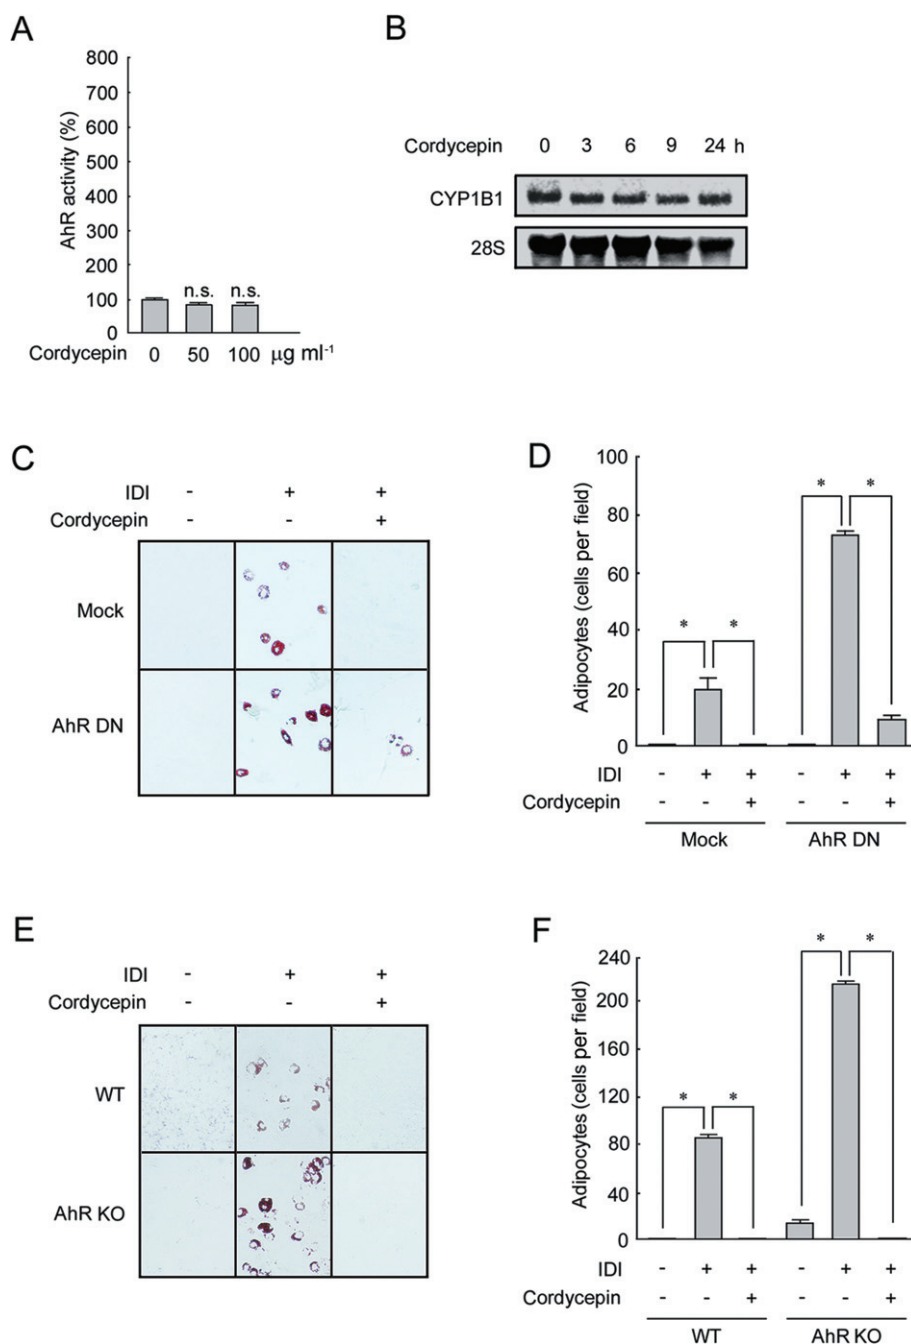 A
AhR activity (%)
800
700
600
500
400
300
200
100
0
n.s. n.s.
Cordycepin 0 50 100 μg ml-1
B
Cordycepin 0 3 6 9 24 h
CYP1B1
28S
C
IDI - + +
Cordycepin - - +
Mock
AhR DN
D
Adipocytes (cells per field)
100
80
60
40
20
0
* * * *
IDI - + + - + +
Cordycepin - - + - - +
Mock AhR DN
E
IDI - + +
Cordycepin - - +
WT
AhR KO
F
Adipocytes (cells per field)
240
200
160
120
80
40
0
* * * *
IDI - + + - + +
Cordycepin - - + - - +
WT AhR KO